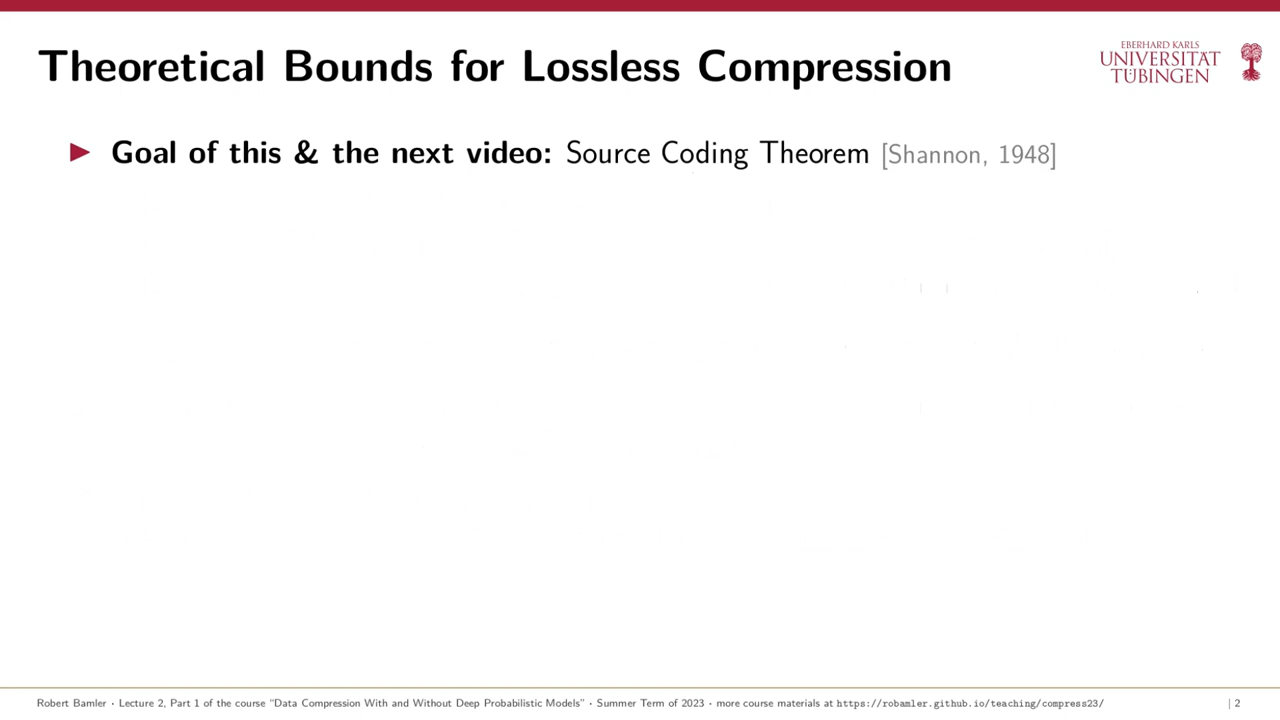 Theoretical Bounds for Lossless Compression
EBERHARD KARLS
UNIVERSITÄT
TÜBINGEN
▶ Goal of this & the next video: Source Coding Theorem [Shannon, 1948]
Robert Bamler · Lecture 2, Part 1 of the course “Data Compression With and Without Deep Probabilistic Models” · Summer Term of 2023 · more course materials at https://robamler.github.io/teaching/compress23/ | 2